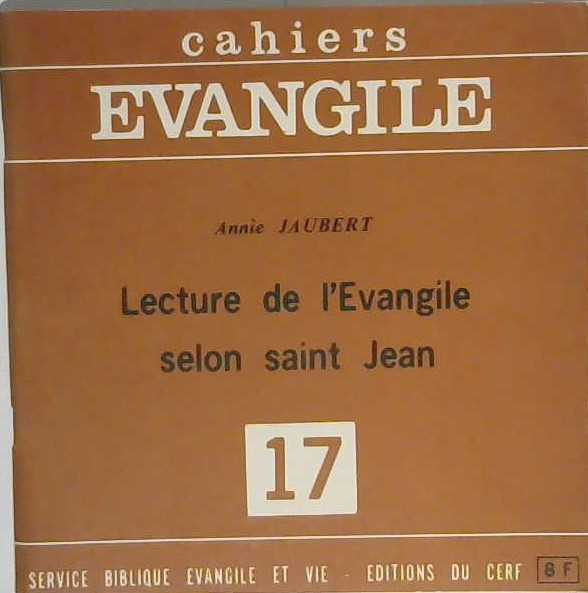 cahiers
EVANGILE
Annie JAUBERT
Lecture de l'Evangile
selon saint Jean
17
SERVICE BIBLIQUE EVANGILE ET VIE - EDITIONS DU CERF 8 F